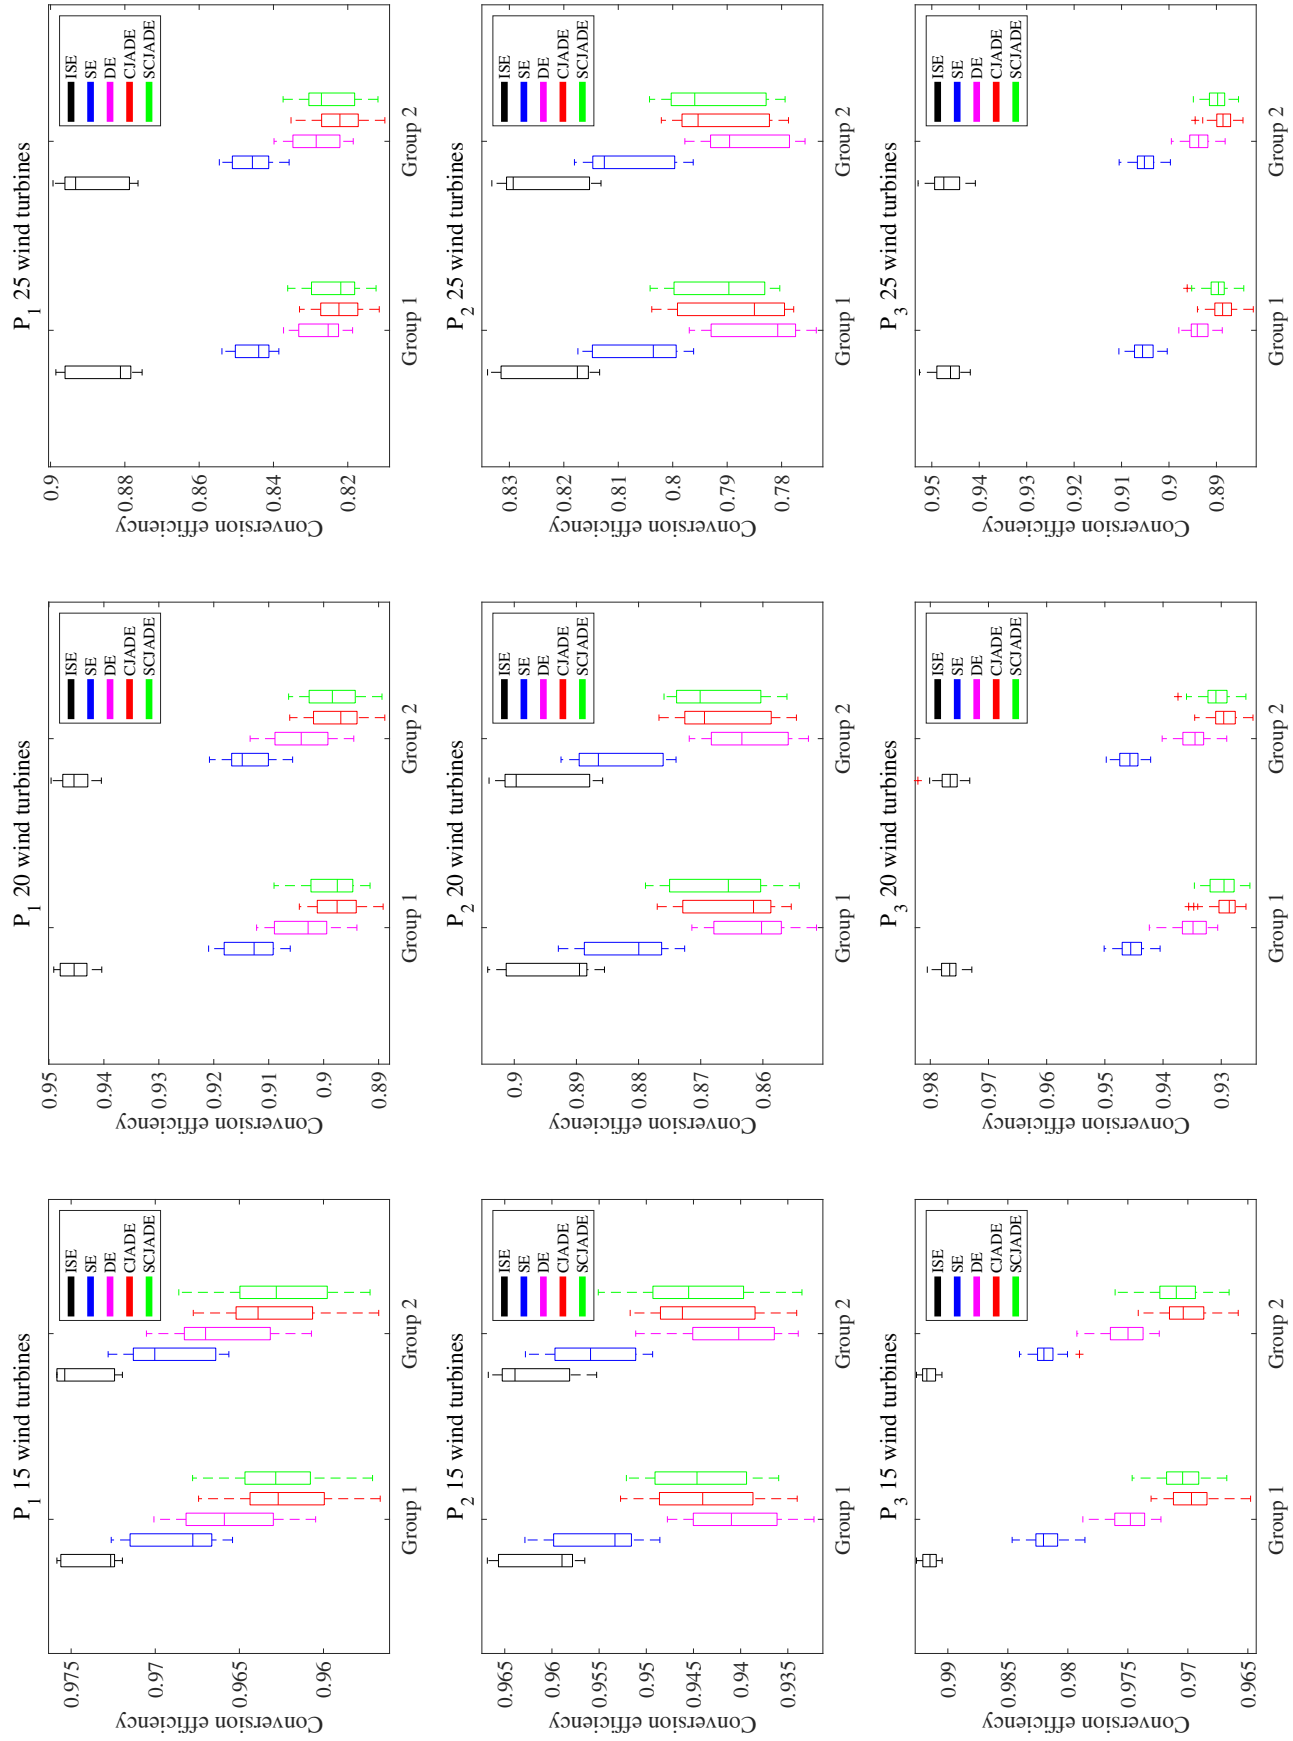 P1 15 wind turbines
Conversion efficiency
0.975
0.97
0.965
0.96
ISE
SE
DE
CJADE
SCJADE
Group 1
Group 2
P1 20 wind turbines
Conversion efficiency
0.95
0.94
0.93
0.92
0.91
0.9
0.89
ISE
SE
DE
CJADE
SCJADE
Group 1
Group 2
P1 25 wind turbines
Conversion efficiency
0.9
0.88
0.86
0.84
0.82
ISE
SE
DE
CJADE
SCJADE
Group 1
Group 2
P2 15 wind turbines
Conversion efficiency
0.965
0.96
0.955
0.95
0.945
0.94
0.935
ISE
SE
DE
CJADE
SCJADE
Group 1
Group 2
P2 20 wind turbines
Conversion efficiency
0.9
0.89
0.88
0.87
0.86
ISE
SE
DE
CJADE
SCJADE
Group 1
Group 2
P2 25 wind turbines
Conversion efficiency
0.83
0.82
0.81
0.8
0.79
0.78
ISE
SE
DE
CJADE
SCJADE
Group 1
Group 2
P3 15 wind turbines
Conversion efficiency
0.99
0.985
0.98
0.975
0.97
0.965
ISE
SE
DE
CJADE
SCJADE
Group 1
Group 2
P3 20 wind turbines
Conversion efficiency
0.98
0.97
0.96
0.95
0.94
0.93
ISE
SE
DE
CJADE
SCJADE
Group 1
Group 2
P3 25 wind turbines
Conversion efficiency
0.95
0.94
0.93
0.92
0.91
0.9
0.89
ISE
SE
DE
CJADE
SCJADE
Group 1
Group 2